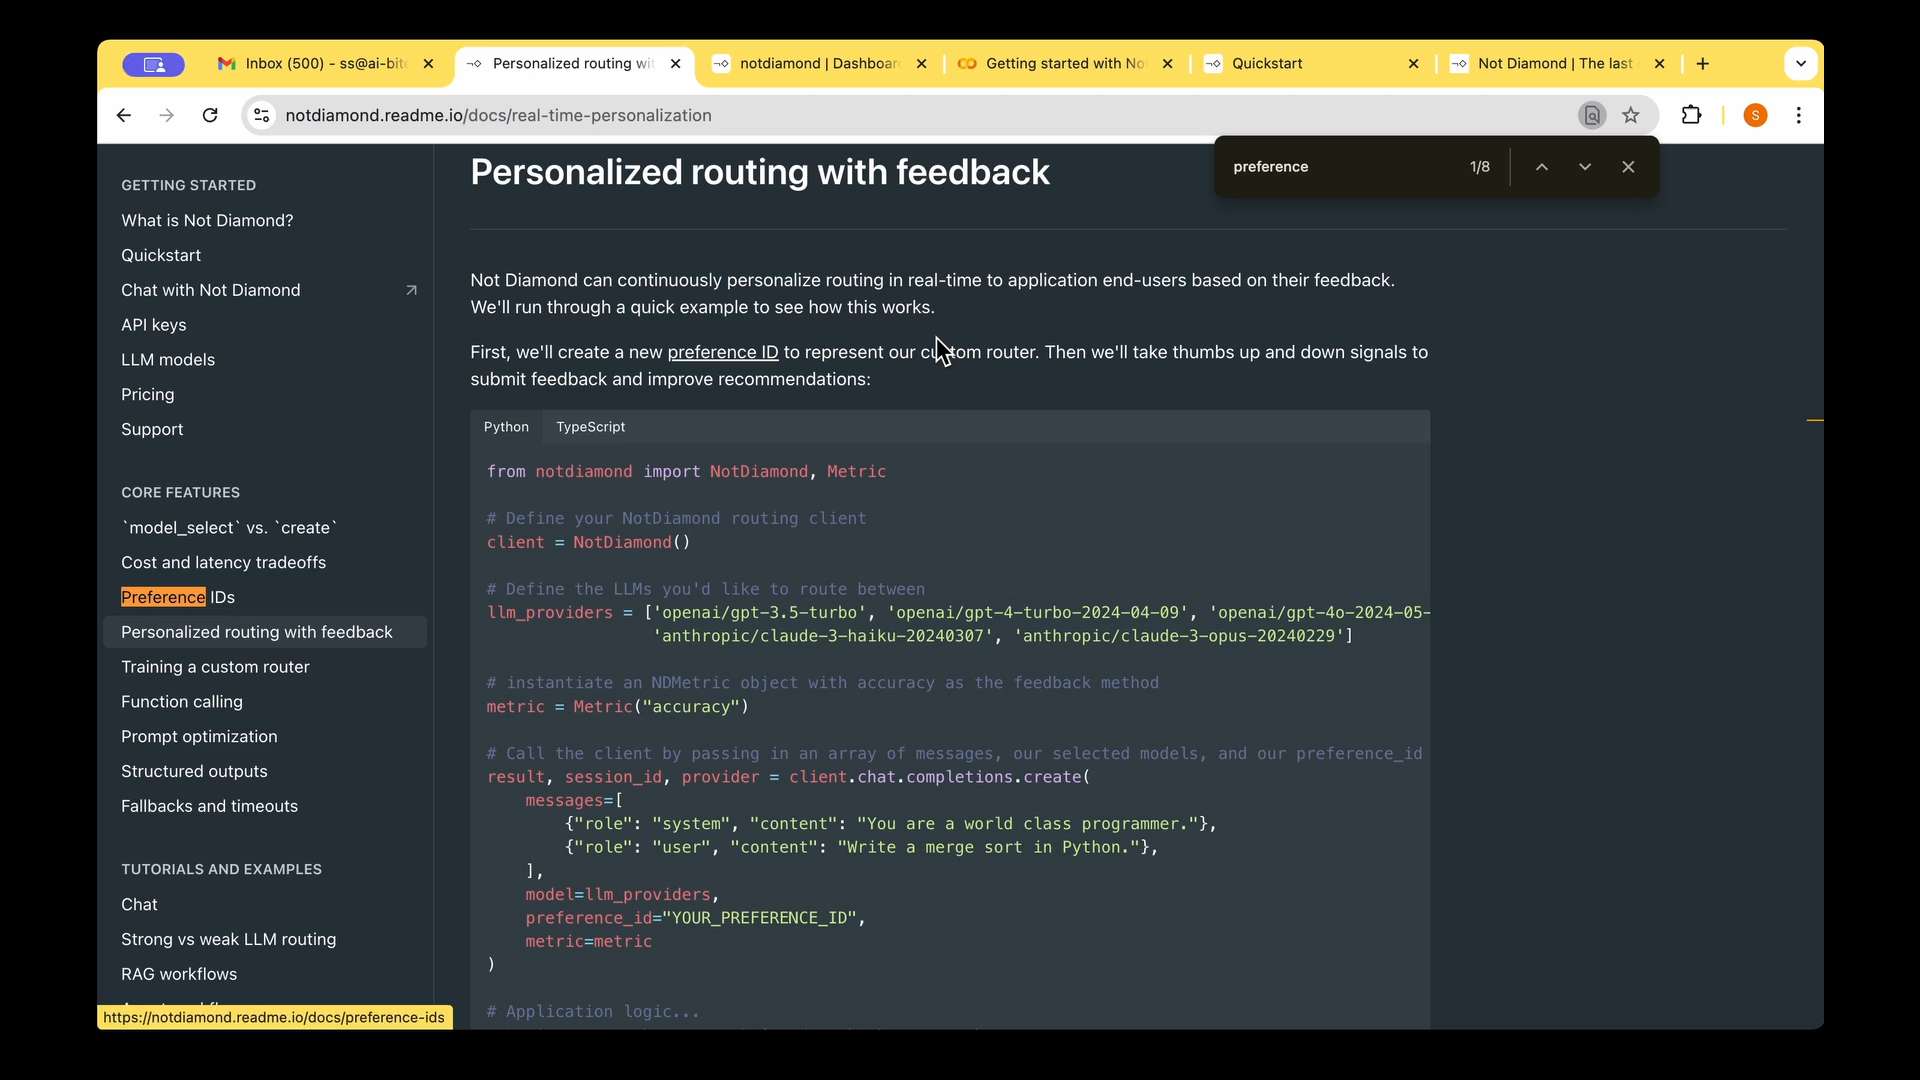 Inbox (500) - ss@ai-bit
Personalized routing wit
notdiamond | Dashboar
Getting started with No
Quickstart
Not Diamond | The last
notdiamond.readme.io/docs/real-time-personalization
S
preference
1/8
GETTING STARTED
What is Not Diamond?
Quickstart
Chat with Not Diamond
API keys
LLM models
Pricing
Support
CORE FEATURES
`model_select` vs. `create`
Cost and latency tradeoffs
Preference IDs
Personalized routing with feedback
Training a custom router
Function calling
Prompt optimization
Structured outputs
Fallbacks and timeouts
TUTORIALS AND EXAMPLES
Chat
Strong vs weak LLM routing
RAG workflows
https://notdiamond.readme.io/docs/preference-ids
Personalized routing with feedback
Not Diamond can continuously personalize routing in real-time to application end-users based on their feedback.
We'll run through a quick example to see how this works.
First, we'll create a new preference ID to represent our custom router. Then we'll take thumbs up and down signals to
submit feedback and improve recommendations:
Python TypeScript
from notdiamond import NotDiamond, Metric
# Define your NotDiamond routing client
client = NotDiamond()
# Define the LLMs you'd like to route between
llm_providers = ['openai/gpt-3.5-turbo', 'openai/gpt-4-turbo-2024-04-09', 'openai/gpt-4o-2024-05-
'anthropic/claude-3-haiku-20240307', 'anthropic/claude-3-opus-20240229']
# instantiate an NDMetric object with accuracy as the feedback method
metric = Metric("accuracy")
# Call the client by passing in an array of messages, our selected models, and our preference_id
result, session_id, provider = client.chat.completions.create(
messages=[
{"role": "system", "content": "You are a world class programmer."},
{"role": "user", "content": "Write a merge sort in Python."},
],
model=llm_providers,
preference_id="YOUR_PREFERENCE_ID",
metric=metric
)
# Application logic...